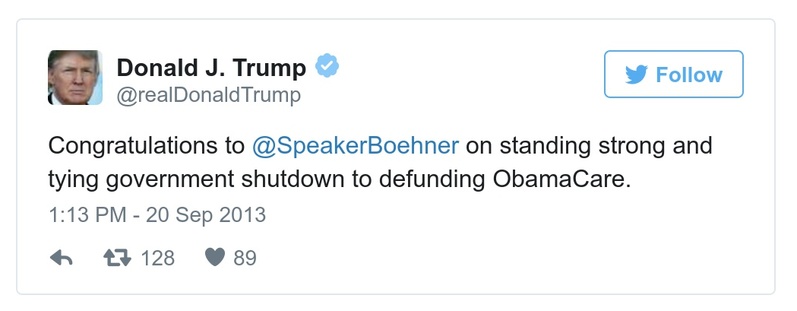 Donald J. Trump
@realDonaldTrump
Follow
Congratulations to @SpeakerBoehner on standing strong and
tying government shutdown to defunding ObamaCare.
1:13 PM - 20 Sep 2013
128 89